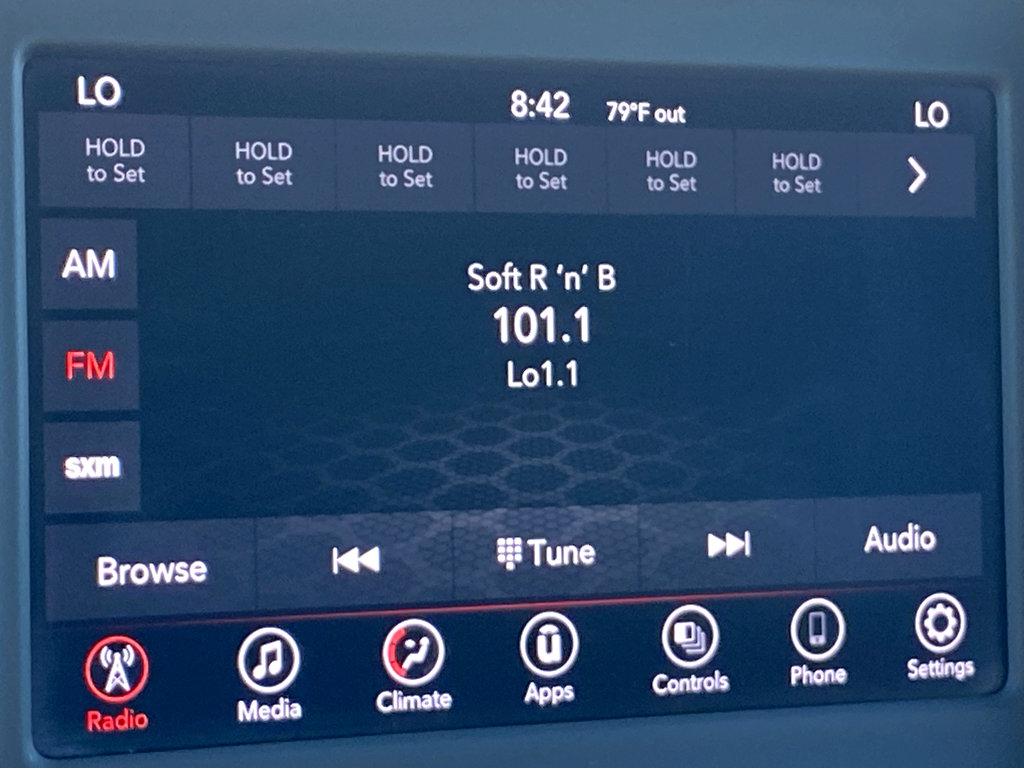 LO
8:42
79°F out
LO
HOLD
to Set
HOLD
to Set
HOLD
to Set
HOLD
to Set
HOLD
to Set
HOLD
to Set
AM
FM
sxm
Soft R ‘n’ B
101.1
Lo1.1
Browse
Tune
Audio
Radio
Media
Climate
Apps
Controls
Phone
Settings